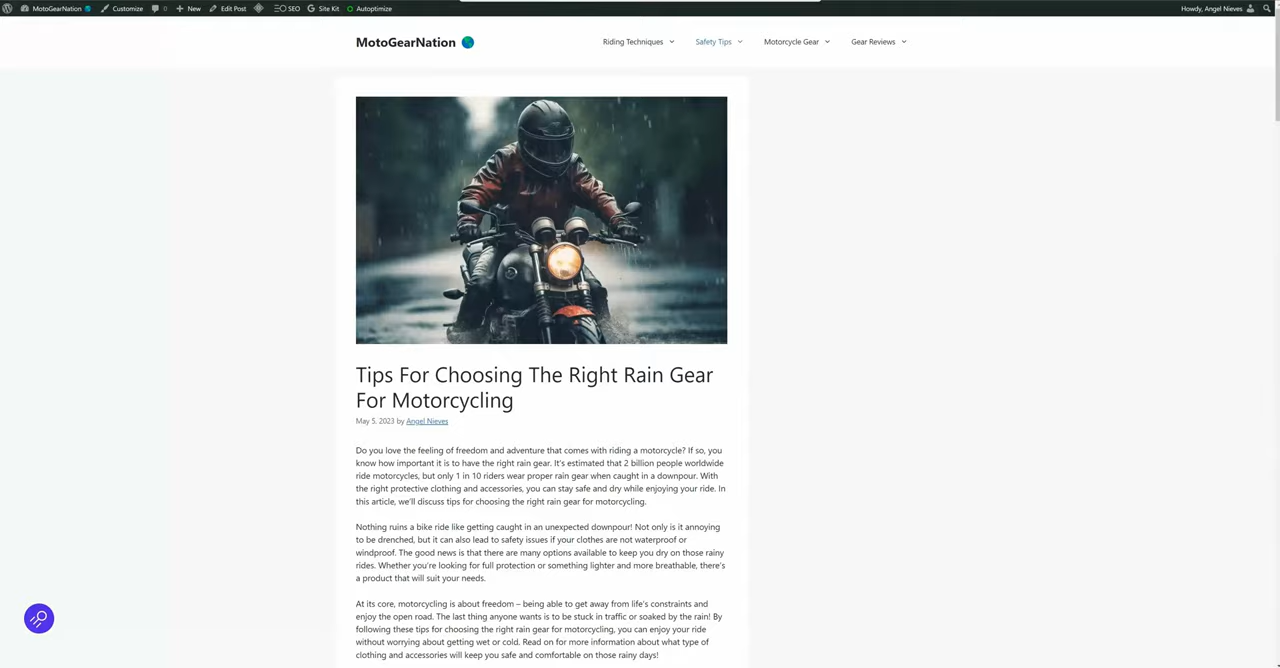 MotoGearNation Customize 0 New Edit Post SEO Site Kit Autoptimize Howdy, Angel Nieves
MotoGearNation Riding Techniques Safety Tips Motorcycle Gear Gear Reviews
Tips For Choosing The Right Rain Gear
For Motorcycling
May 5, 2023 by Angel Nieves
Do you love the feeling of freedom and adventure that comes with riding a motorcycle? If so, you
know how important it is to have the right rain gear. It's estimated that 2 billion people worldwide
ride motorcycles, but only 1 in 10 riders wear proper rain gear when caught in a downpour. With
the right protective clothing and accessories, you can stay safe and dry while enjoying your ride. In
this article, we'll discuss tips for choosing the right rain gear for motorcycling.
Nothing ruins a bike ride like getting caught in an unexpected downpour! Not only is it annoying
to be drenched, but it can also lead to safety issues if your clothes are not waterproof or
windproof. The good news is that there are many options available to keep you dry on those rainy
rides. Whether you're looking for full protection or something lighter and more breathable, there's
a product that will suit your needs.
At its core, motorcycling is about freedom – being able to get away from life's constraints and
enjoy the open road. The last thing anyone wants is to be stuck in traffic or soaked by the rain! By
following these tips for choosing the right rain gear for motorcycling, you can enjoy your ride
without worrying about getting wet or cold. Read on for more information about what type of
clothing and accessories will keep you safe and comfortable on those rainy days!